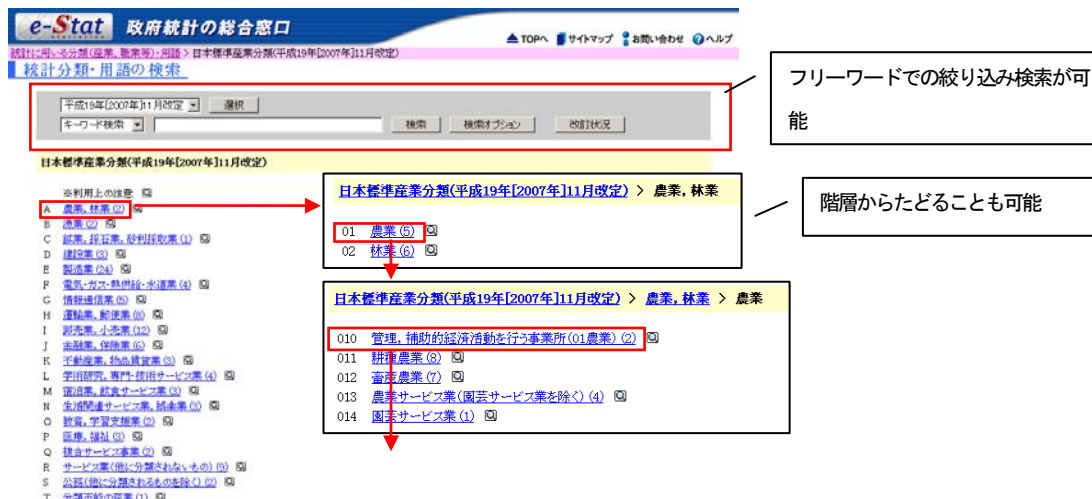 e-Stat 政府統計の総合窓口
▲TOPへ サイトマップ お問い合わせ ヘルプ
統計に用いる分類(産業、職業等)・用語 > 日本標準産業分類(平成19年[2007年]11月改定)
統計分類・用語の検索
平成19年[2007年]11月改定 選択
キーワード検索 検索 検索オプション 改訂状況
フリーワードでの絞り込み検索が可
能
日本標準産業分類(平成19年[2007年]11月改定)
※利用上の注意
A 農業，林業(2)
B 漁業(2)
C 鉱業，採石業，砂利採取業(1)
D 建設業(3)
E 製造業(24)
F 電気・ガス・熱供給・水道業(4)
G 情報通信業(5)
H 運輸業，郵便業(8)
I 卸売業，小売業(12)
J 金融業，保険業(6)
K 不動産業，物品賃貸業(3)
L 学術研究，専門・技術サービス業(4)
M 宿泊業，飲食サービス業(3)
N 生活関連サービス業，娯楽業(3)
O 教育，学習支援業(2)
P 医療，福祉(3)
Q 複合サービス事業(2)
R サービス業(他に分類されないもの)(9)
S 公務(他に分類されるものを除く)(2)
T 分類不能の産業(1)
日本標準産業分類(平成19年[2007年]11月改定) > 農業，林業
01 農業(5)
02 林業(6)
階層からたどることも可能
日本標準産業分類(平成19年[2007年]11月改定) > 農業，林業 > 農業
010 管理，補助的経済活動を行う事業所(01農業)(2)
011 耕種農業(8)
012 畜産農業(7)
013 農業サービス業(園芸サービス業を除く)(4)
014 園芸サービス業(1)